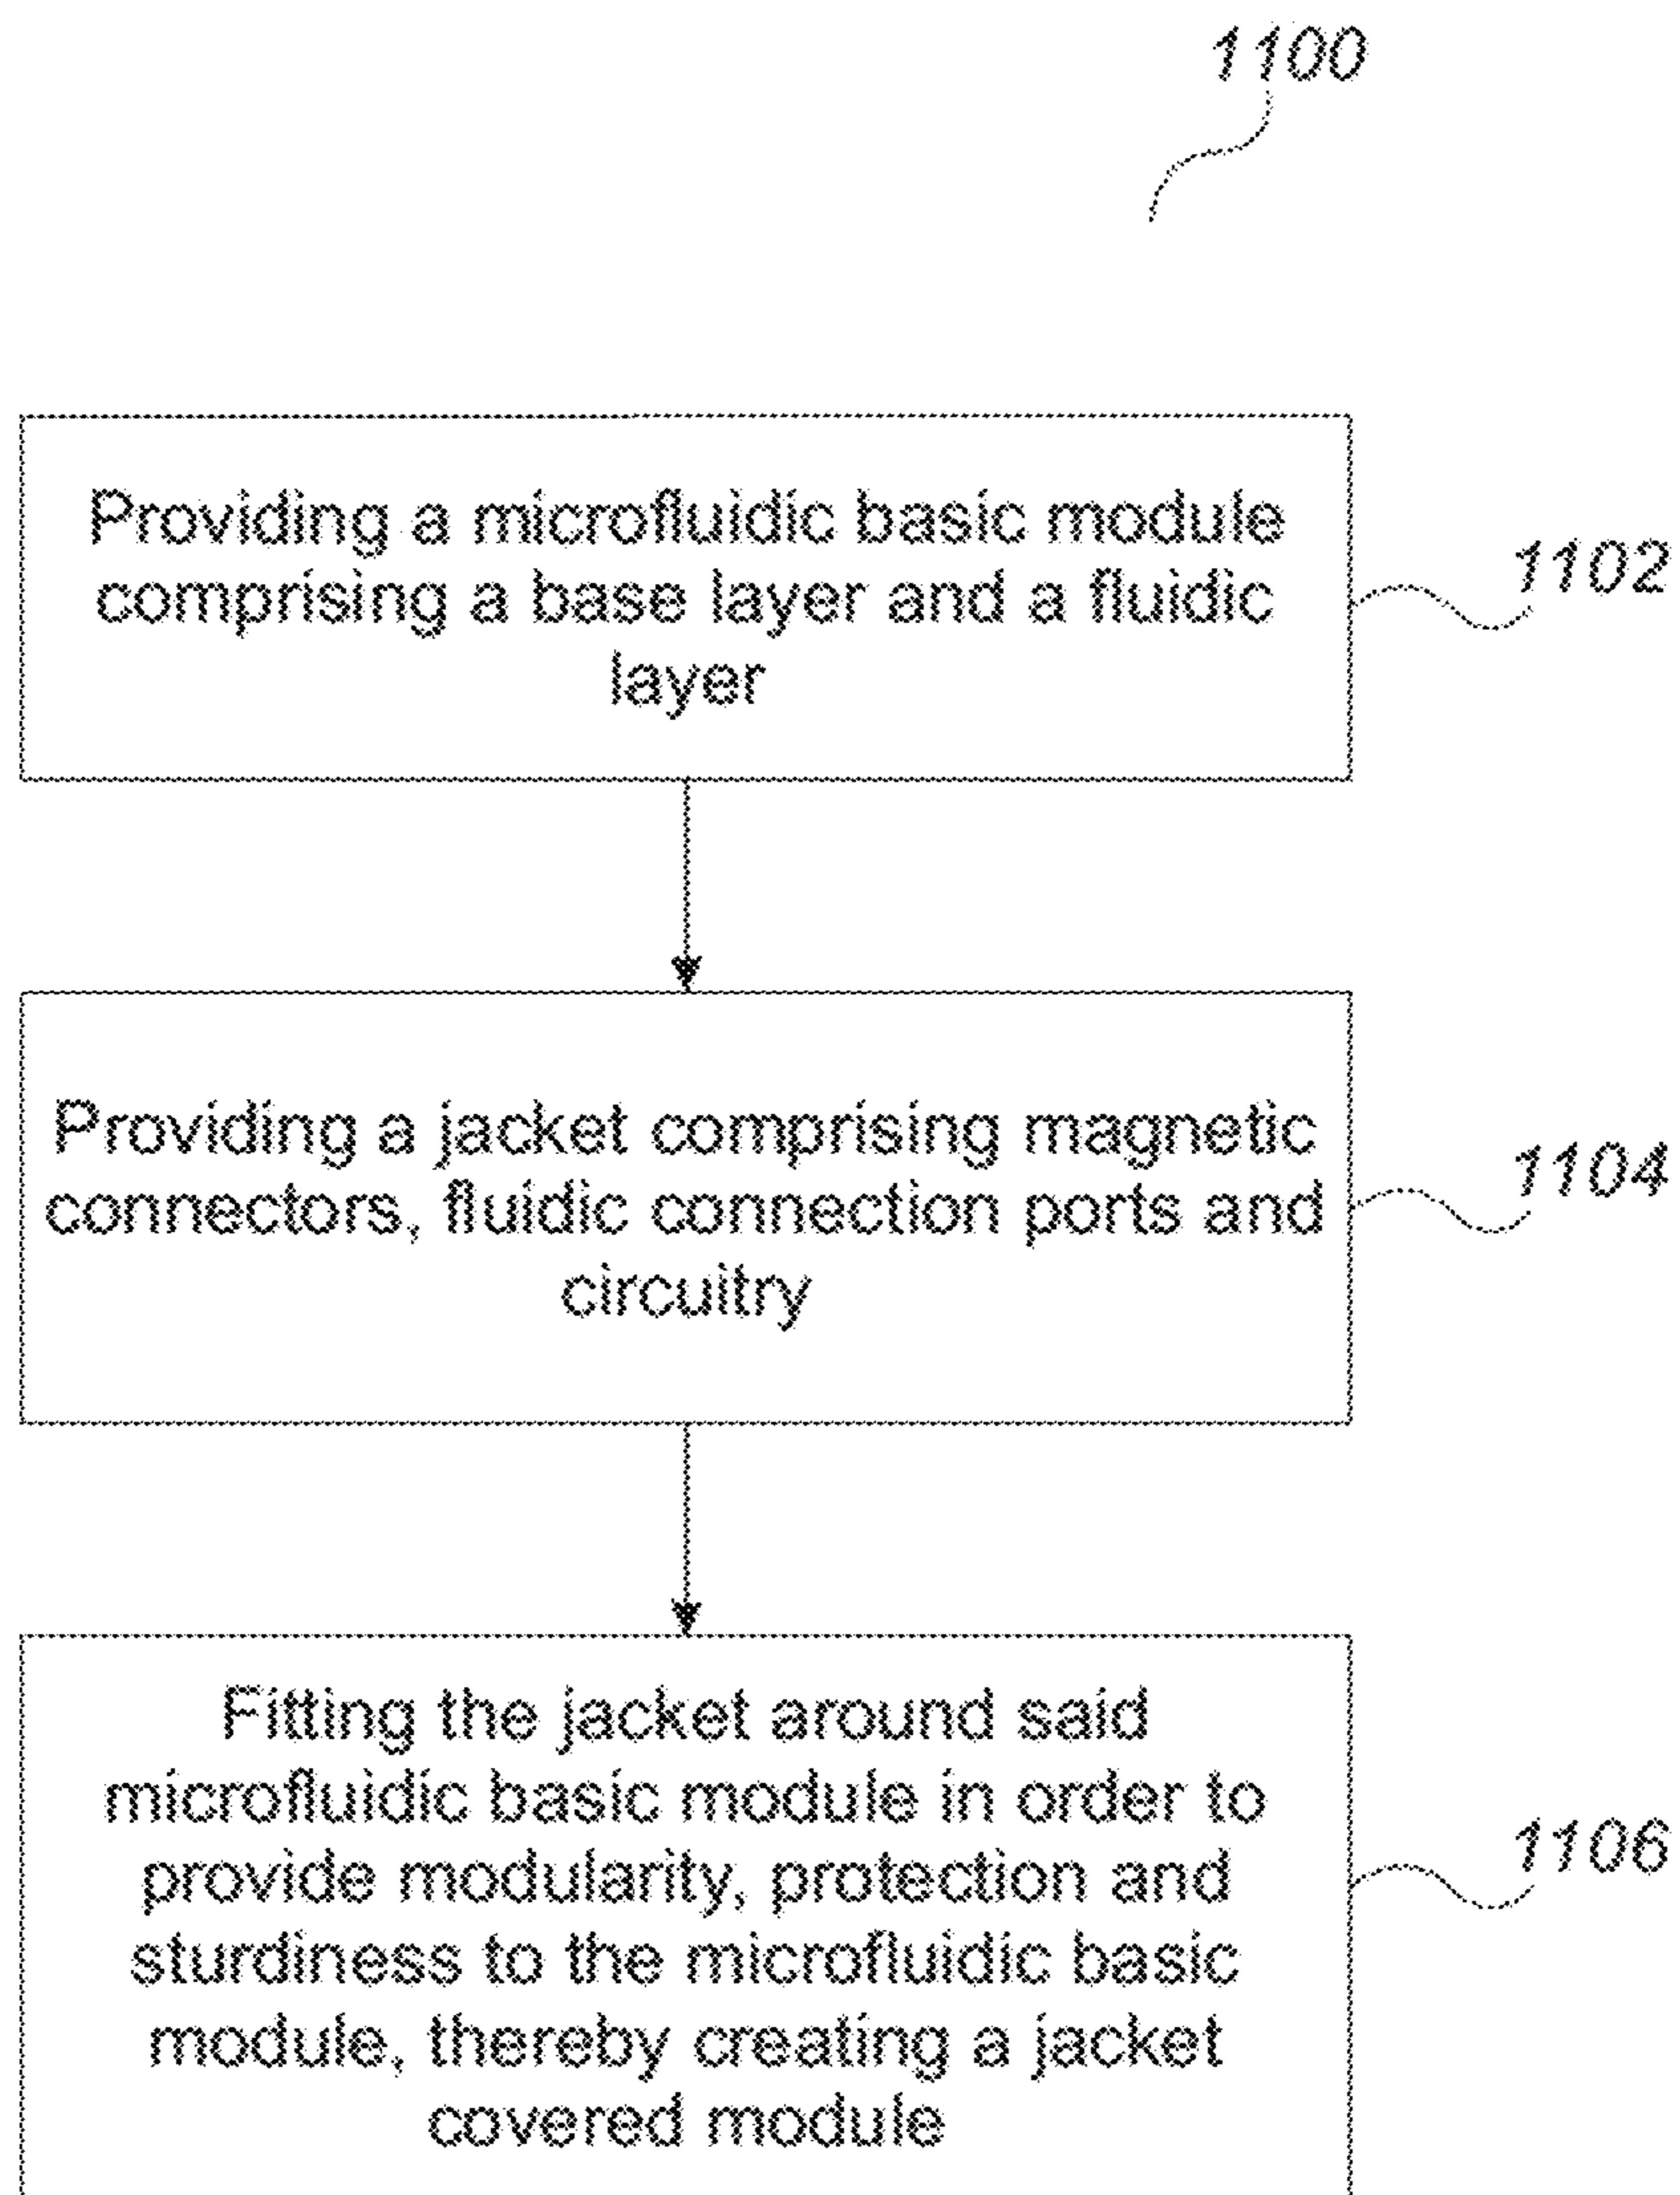 1100
Providing a microfluidic basic module
comprising a base layer and a fluidic
layer
1102
Providing a jacket comprising magnetic
connectors, fluidic connection ports and
circuitry
1104
Fitting the jacket around said
microfluidic basic module in order to
provide modularity, protection and
sturdiness to the microfluidic basic
module, thereby creating a jacket
covered module
1106